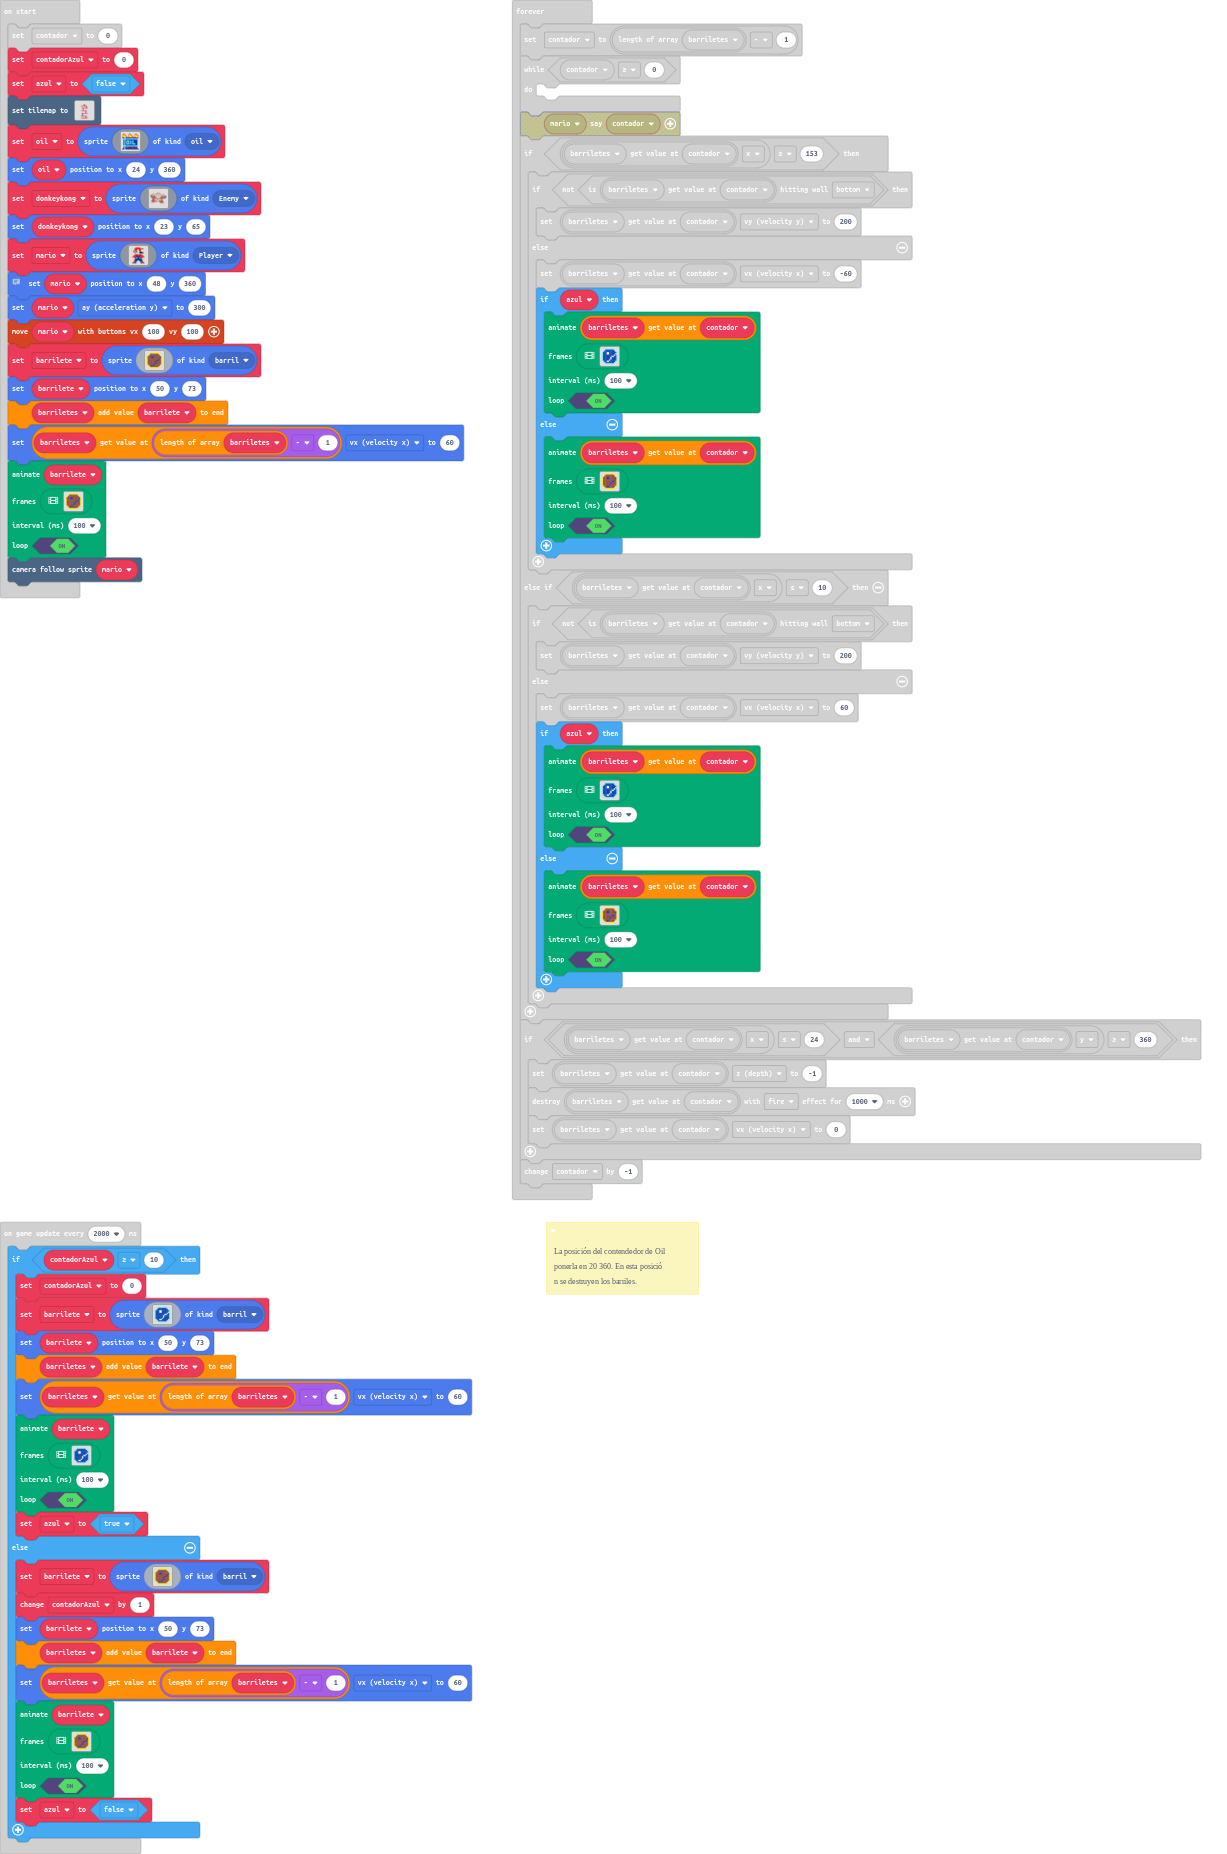 on start
set contador to 0
set contadorAzul to 0
set azul to false
set tilemap to
set oil to sprite of kind oil
set oil position to x 24 y 360
set donkeykong to sprite of kind Enemy
set donkeykong position to x 23 y 65
set mario to sprite of kind Player
set mario position to x 48 y 360
set mario ay (acceleration y) to 300
move mario with buttons vx 100 vy 100
set barrilete to sprite of kind barril
set barrilete position to x 50 y 73
barriletes add value barrilete to end
set barriletes get value at length of array barriletes - 1 vx (velocity x) to 60
animate barrilete
frames
interval (ms) 100
loop ON
camera follow sprite mario
forever
set contador to length of array barriletes - 1
while contador ≥ 0
do
mario say contador
if barriletes get value at contador x ≥ 153 then
if not is barriletes get value at contador hitting wall bottom then
set barriletes get value at contador vy (velocity y) to 200
else
set barriletes get value at contador vx (velocity x) to -60
if azul then
animate barriletes get value at contador
frames
interval (ms) 100
loop ON
else
animate barriletes get value at contador
frames
interval (ms) 100
loop ON
else if barriletes get value at contador x ≤ 10 then
if not is barriletes get value at contador hitting wall bottom then
set barriletes get value at contador vy (velocity y) to 200
else
set barriletes get value at contador vx (velocity x) to 60
if azul then
animate barriletes get value at contador
frames
interval (ms) 100
loop ON
else
animate barriletes get value at contador
frames
interval (ms) 100
loop ON
if barriletes get value at contador x ≤ 24 and barriletes get value at contador y ≥ 360 then
set barriletes get value at contador z (depth) to -1
destroy barriletes get value at contador with fire effect for 1000 ms
set barriletes get value at contador vx (velocity x) to 0
change contador by -1
on game update every 2000 ms
if contadorAzul ≥ 10 then
set contadorAzul to 0
set barrilete to sprite of kind barril
set barrilete position to x 50 y 73
barriletes add value barrilete to end
set barriletes get value at length of array barriletes - 1 vx (velocity x) to 60
animate barrilete
frames
interval (ms) 100
loop ON
set azul to true
else
set barrilete to sprite of kind barril
change contadorAzul by 1
set barrilete position to x 50 y 73
barriletes add value barrilete to end
set barriletes get value at length of array barriletes - 1 vx (velocity x) to 60
animate barrilete
frames
interval (ms) 100
loop ON
set azul to false
La posición del contendedor de Oil
ponerla en 20 360. En esta posició
n se destruyen los barriles.